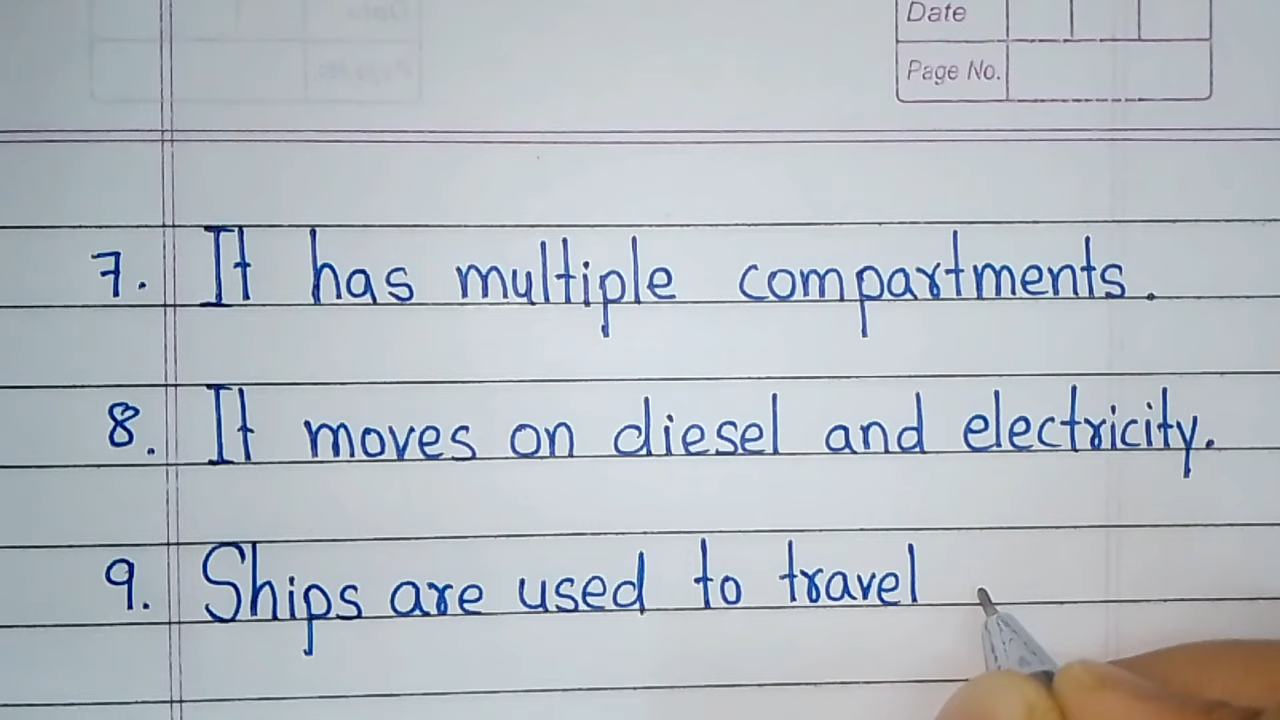 Date
Page No.
7. It has multiple compartments.
8. It moves on diesel and electricity.
9. Ships are used to travel